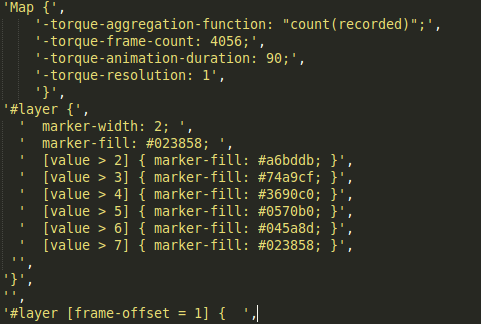 'Map {',
'-torque-aggregation-function: "count(recorded)";',
'-torque-frame-count: 4056;',
'-torque-animation-duration: 90;',
'-torque-resolution: 1',
'}',
'#layer {',
'  marker-width: 2; ',
'  marker-fill: #023858; ',
'  [value > 2] { marker-fill: #a6bddb; }',
'  [value > 3] { marker-fill: #74a9cf; }',
'  [value > 4] { marker-fill: #3690c0; }',
'  [value > 5] { marker-fill: #0570b0; }',
'  [value > 6] { marker-fill: #045a8d; }',
'  [value > 7] { marker-fill: #023858; }',
'',
'}',
'',
'#layer [frame-offset = 1] {  ',